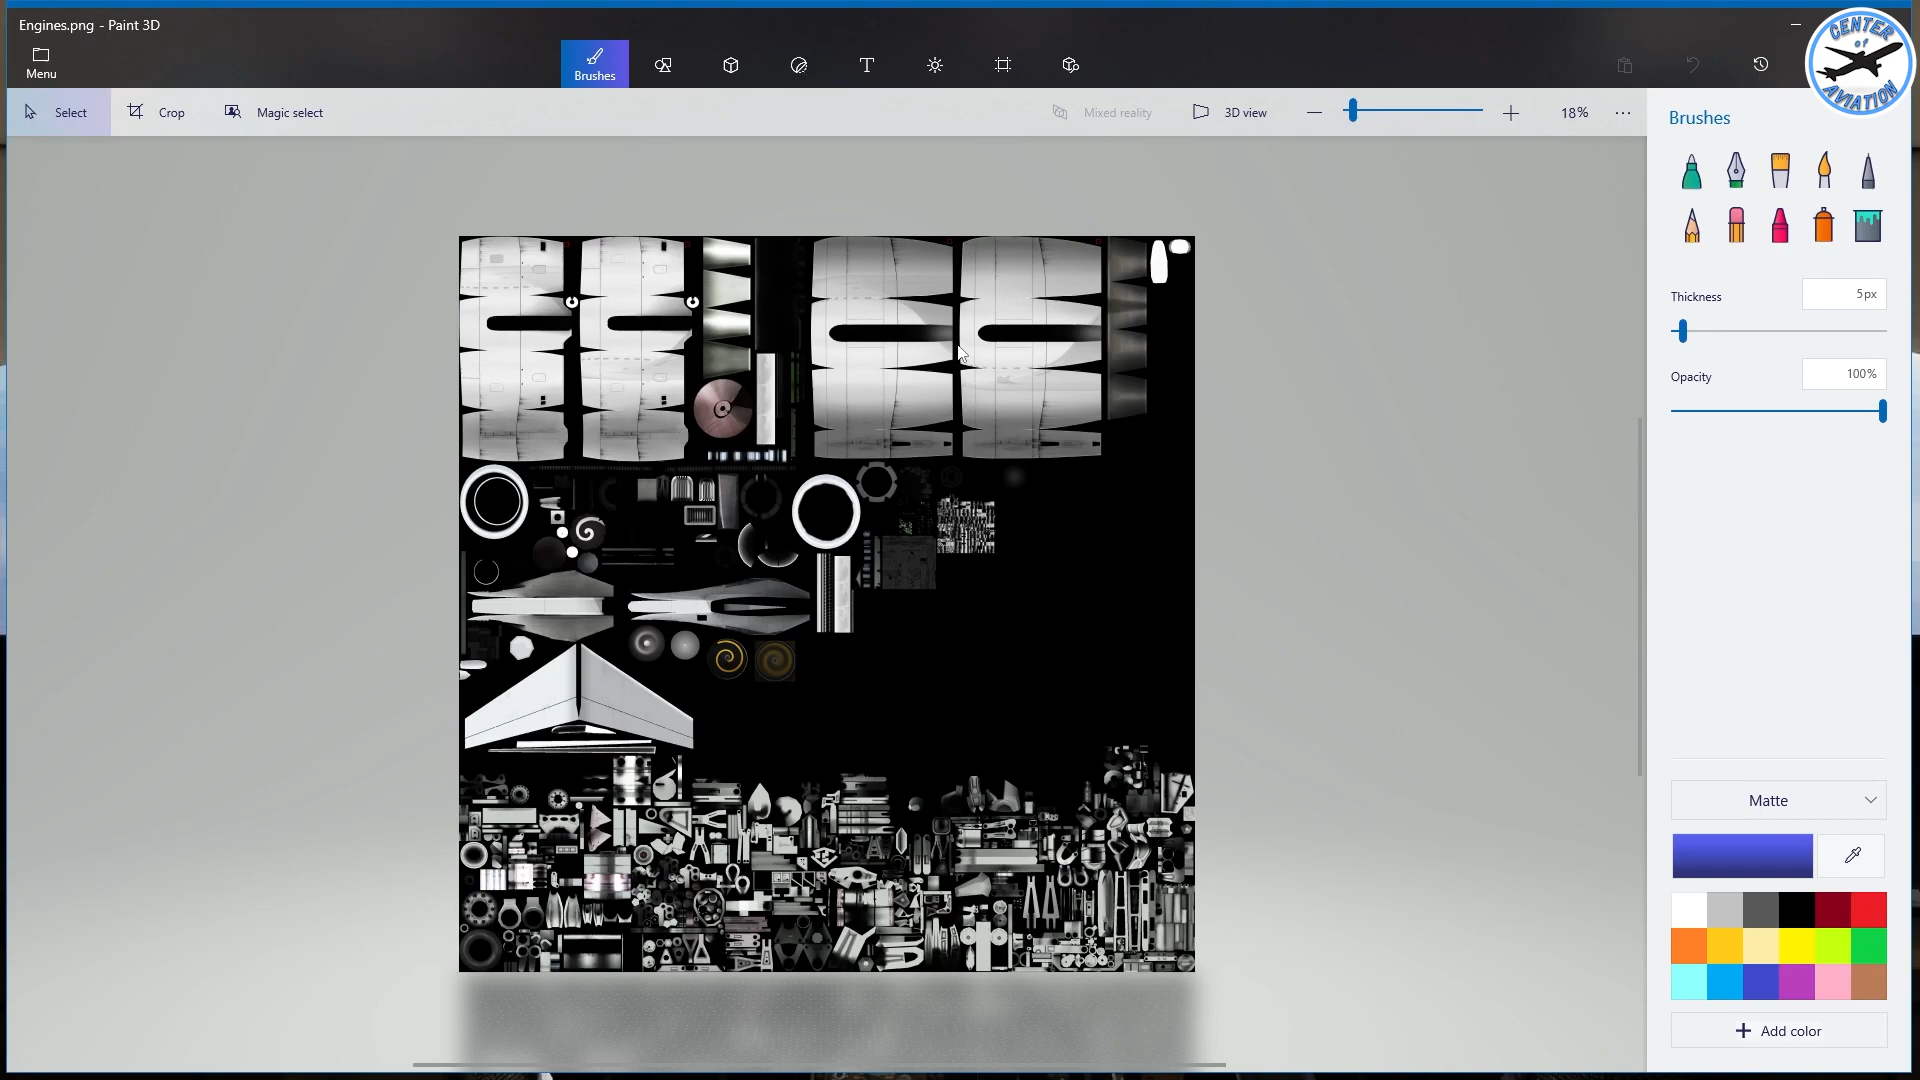 Engines.png - Paint 3D
CENTER
of
AVIATION
Menu
Brushes
Select
Crop
Magic select
Mixed reality
3D view
18%
Brushes
Thickness
5px
Opacity
100%
Matte
Add color